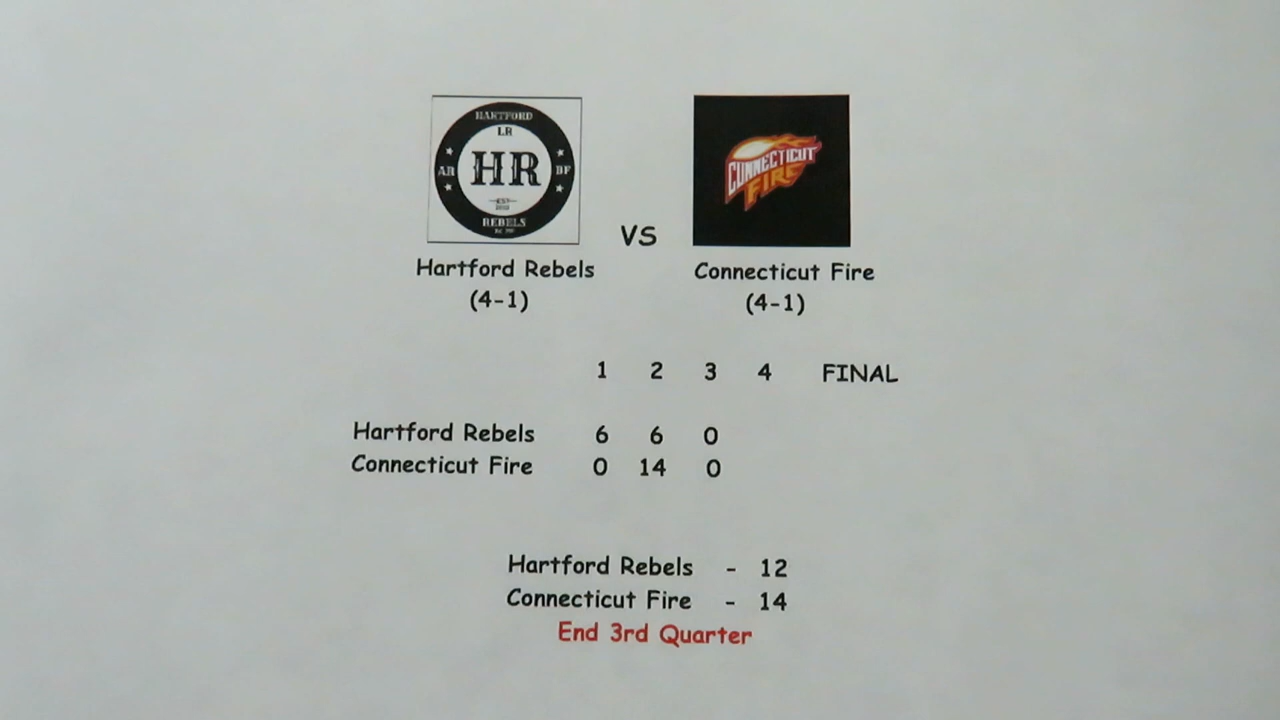 HARTFORD
LR
AR HR BF
EST
REBELS
CONNECTICUT
FIRE
VS
Hartford Rebels
Connecticut Fire
(4-1)
(4-1)
1 2 3 4 FINAL
Hartford Rebels 6 6 0
Connecticut Fire 0 14 0
Hartford Rebels - 12
Connecticut Fire - 14
End 3rd Quarter